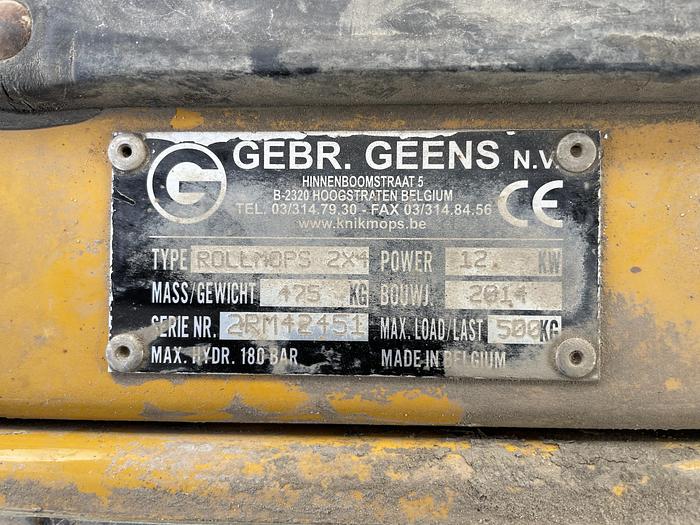 G GEBR. GEENS N.V.
HINNENBOOMSTRAAT 5
B-2320 HOOGSTRATEN BELGIUM
TEL. 03/314.79.30 - FAX 03/314.84.56
www.knikmops.be
CE
TYPE ROLLMOPS 2X4 POWER 12. KW
MASS/GEWICHT 475 KG BOUWJ. 2014
SERIE NR. 2RM42451 MAX. LOAD/LAST 500KG
MAX. HYDR. 180 BAR MADE IN BELGIUM